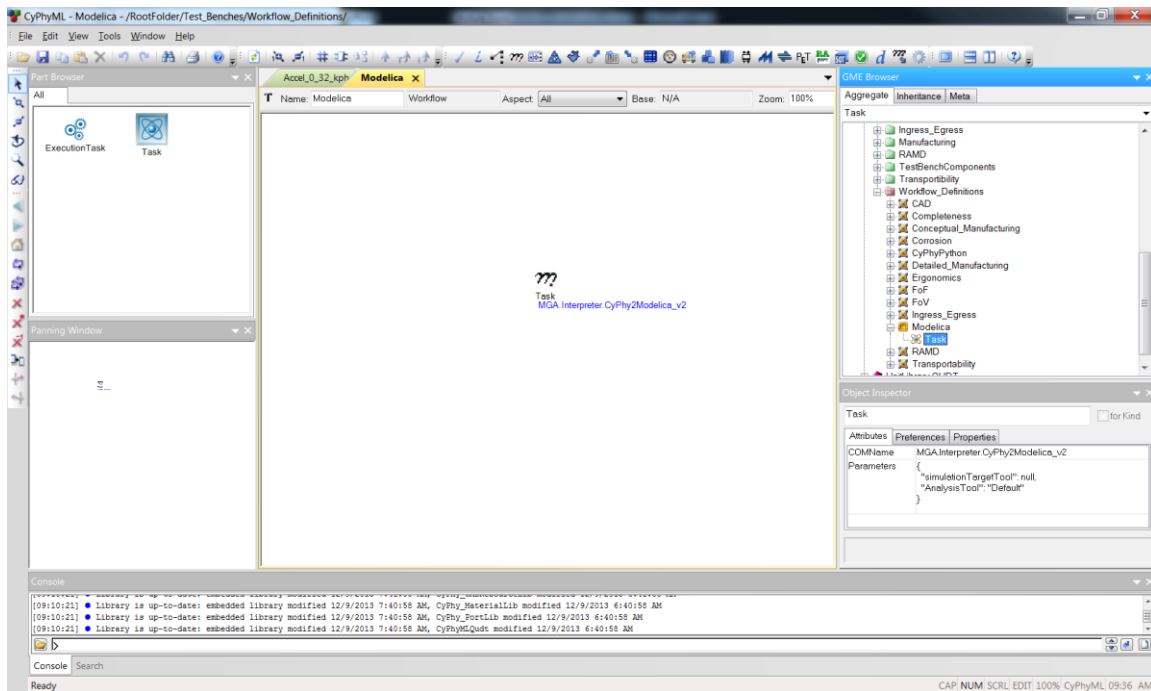 CyPhyML - Modelica - /RootFolder/Test_Benches/Workflow_Definitions/
File Edit View Tools Window Help
Part Browser
All
ExecutionTask
Task
Panning Window
Accel_0_32_kph
Modelica
Name: Modelica
Workflow
Aspect: All
Base: N/A
Zoom: 100%
Task
MGA.Interpreter.CyPhy2Modelica_v2
GME Browser
Aggregate Inheritance Meta
Task
Ingress_Egress
Manufacturing
RAMD
TestBenchComponents
Transportibility
Workflow_Definitions
CAD
Completeness
Conceptual_Manufacturing
Corrosion
CyPhyPython
Detailed_Manufacturing
Ergonomics
FoF
FoV
Ingress_Egress
Modelica
Task
RAMD
Transportability
Object Inspector
Task
for Kind
Attributes Preferences Properties
COMName MGA.Interpreter.CyPhy2Modelica_v2
Parameters {
"simulationTargetTool": null,
"AnalysisTool": "Default"
}
Console
[09:10:21] ● Library is up-to-date: embedded library modified 12/9/2013 7:40:58 AM, CyPhy_MaterialLib modified 12/9/2013 6:40:58 AM
[09:10:21] ● Library is up-to-date: embedded library modified 12/9/2013 7:40:58 AM, CyPhy_PortLib modified 12/9/2013 6:40:58 AM
[09:10:21] ● Library is up-to-date: embedded library modified 12/9/2013 7:40:58 AM, CyPhyMLQudt modified 12/9/2013 6:40:58 AM
Console Search
Ready
CAP NUM SCRL EDIT 100% CyPhyML 09:36 AM